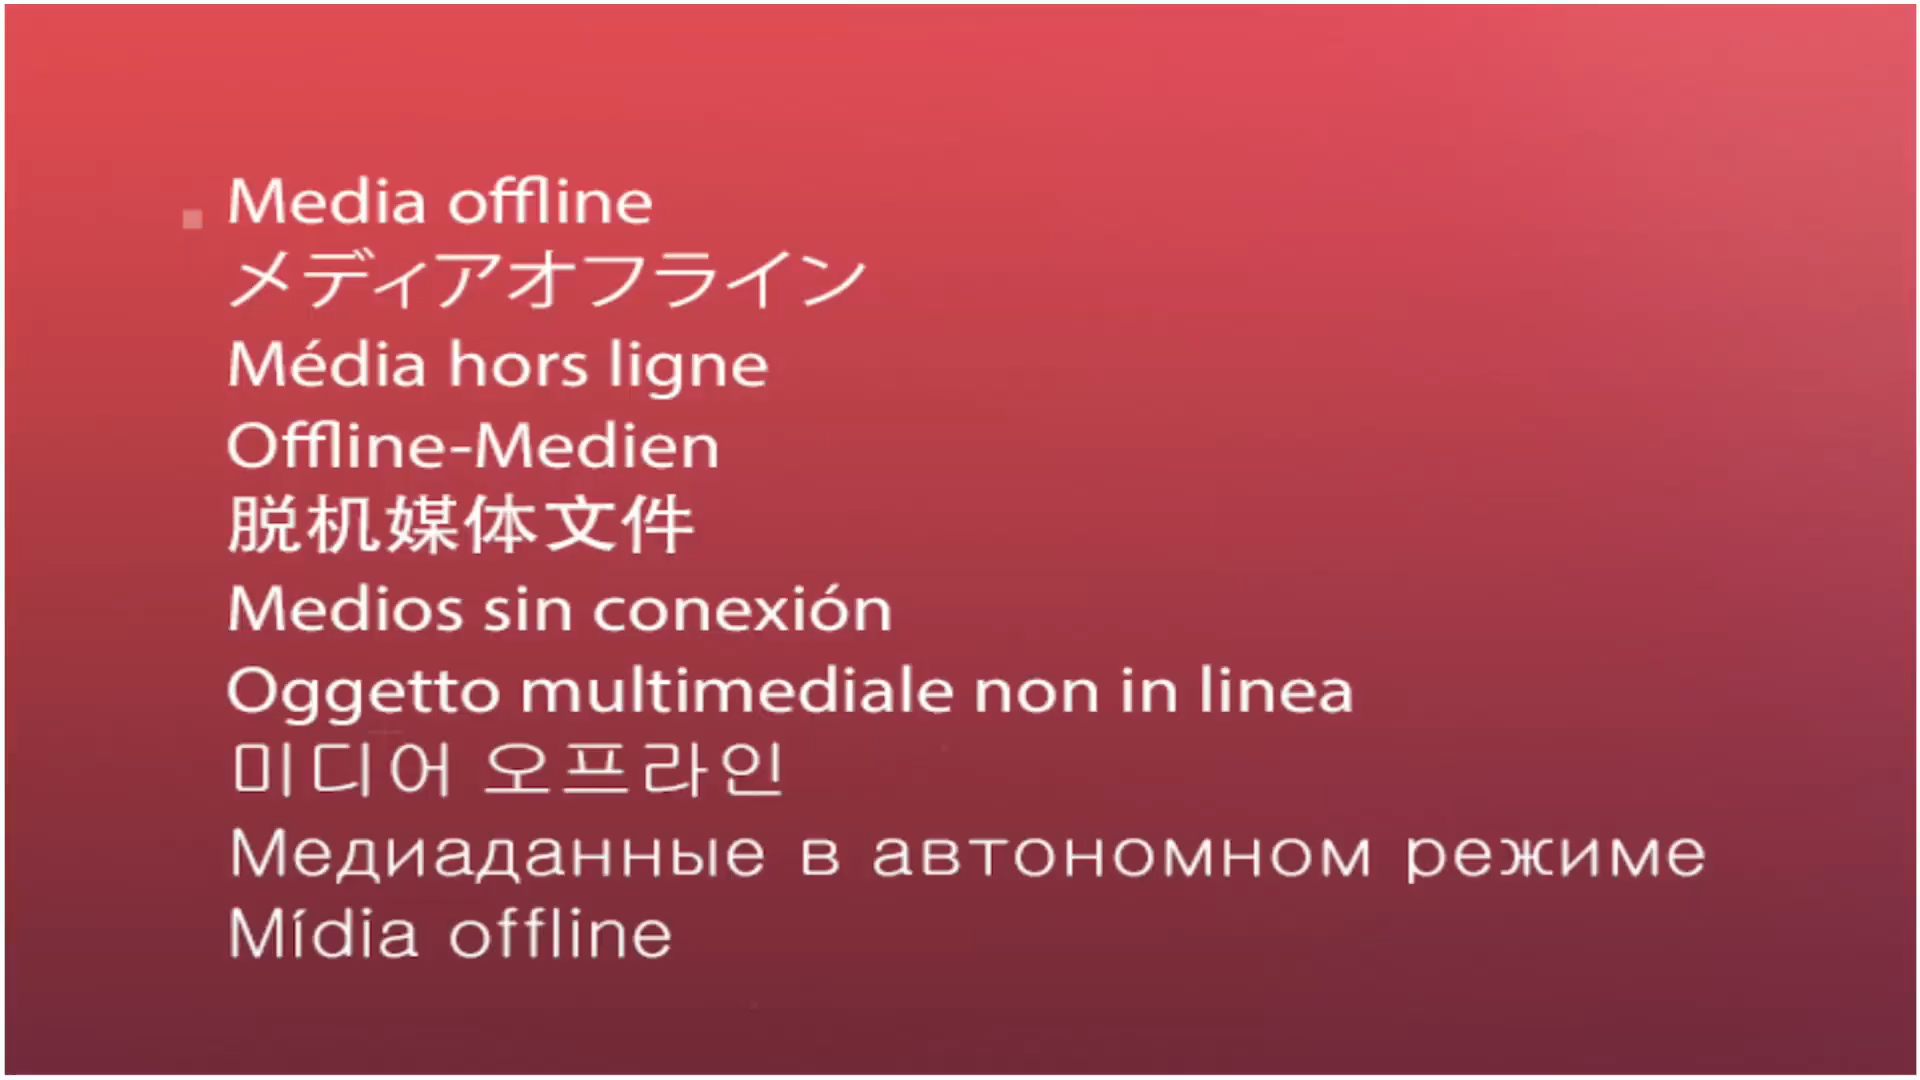 Media offline
メディアオフライン
Média hors ligne
Offline-Medien
脱机媒体文件
Medios sin conexión
Oggetto multimediale non in linea
미디어 오프라인
Медиаданные в автономном режиме
Mídia offline